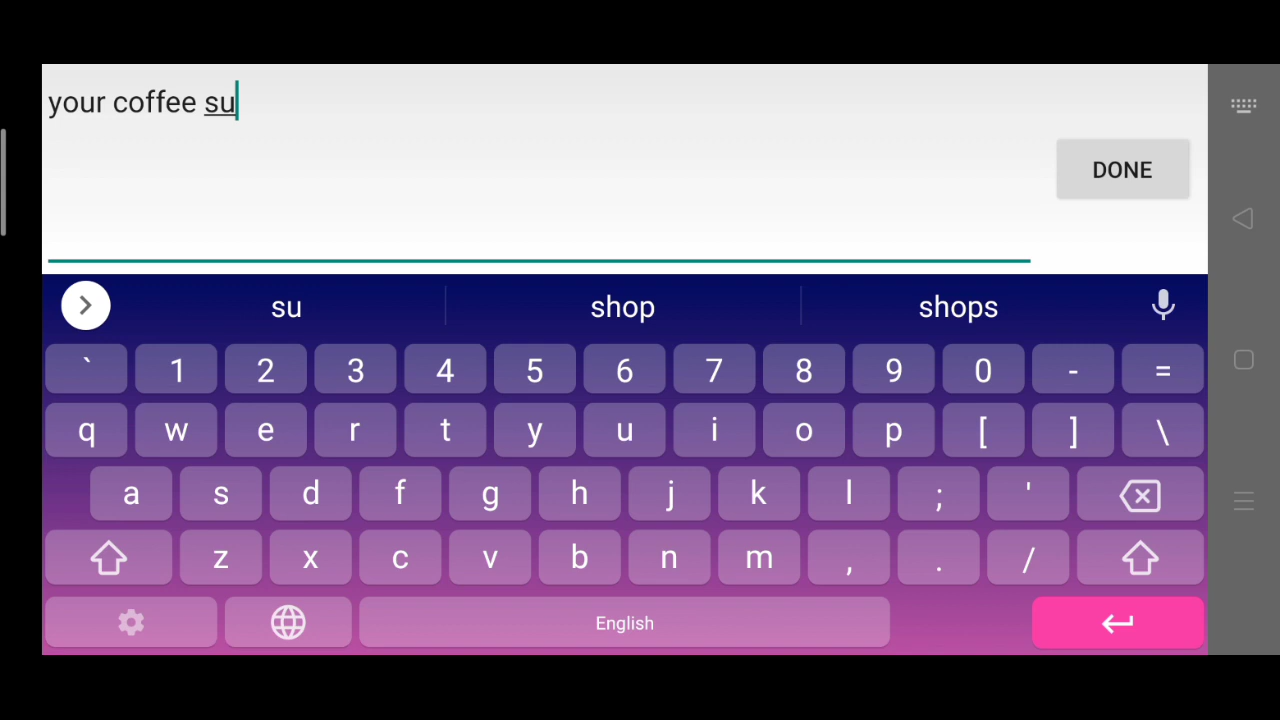 your coffee su
DONE
su shop shops
` 1 2 3 4 5 6 7 8 9 0 - =
q w e r t y u i o p [ ] \
a s d f g h j k l ; '
z x c v b n m , . /
English